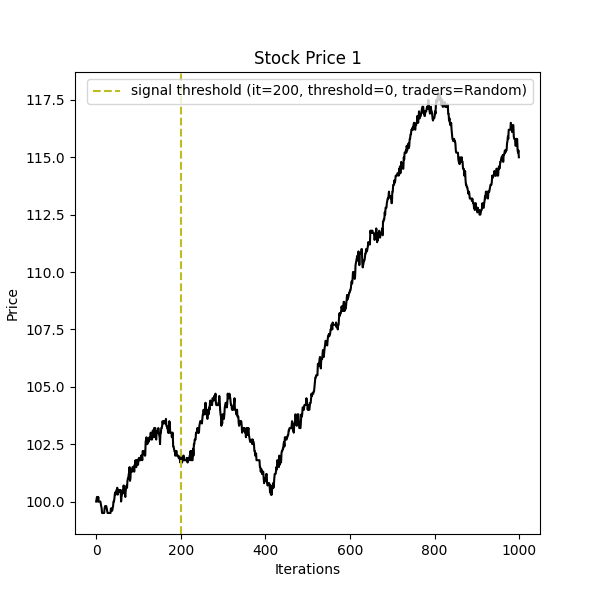 Stock Price 1
signal threshold (it=200, threshold=0, traders=Random)
117.5
115.0
112.5
110.0
107.5
105.0
102.5
100.0
Price
0 200 400 600 800 1000
Iterations